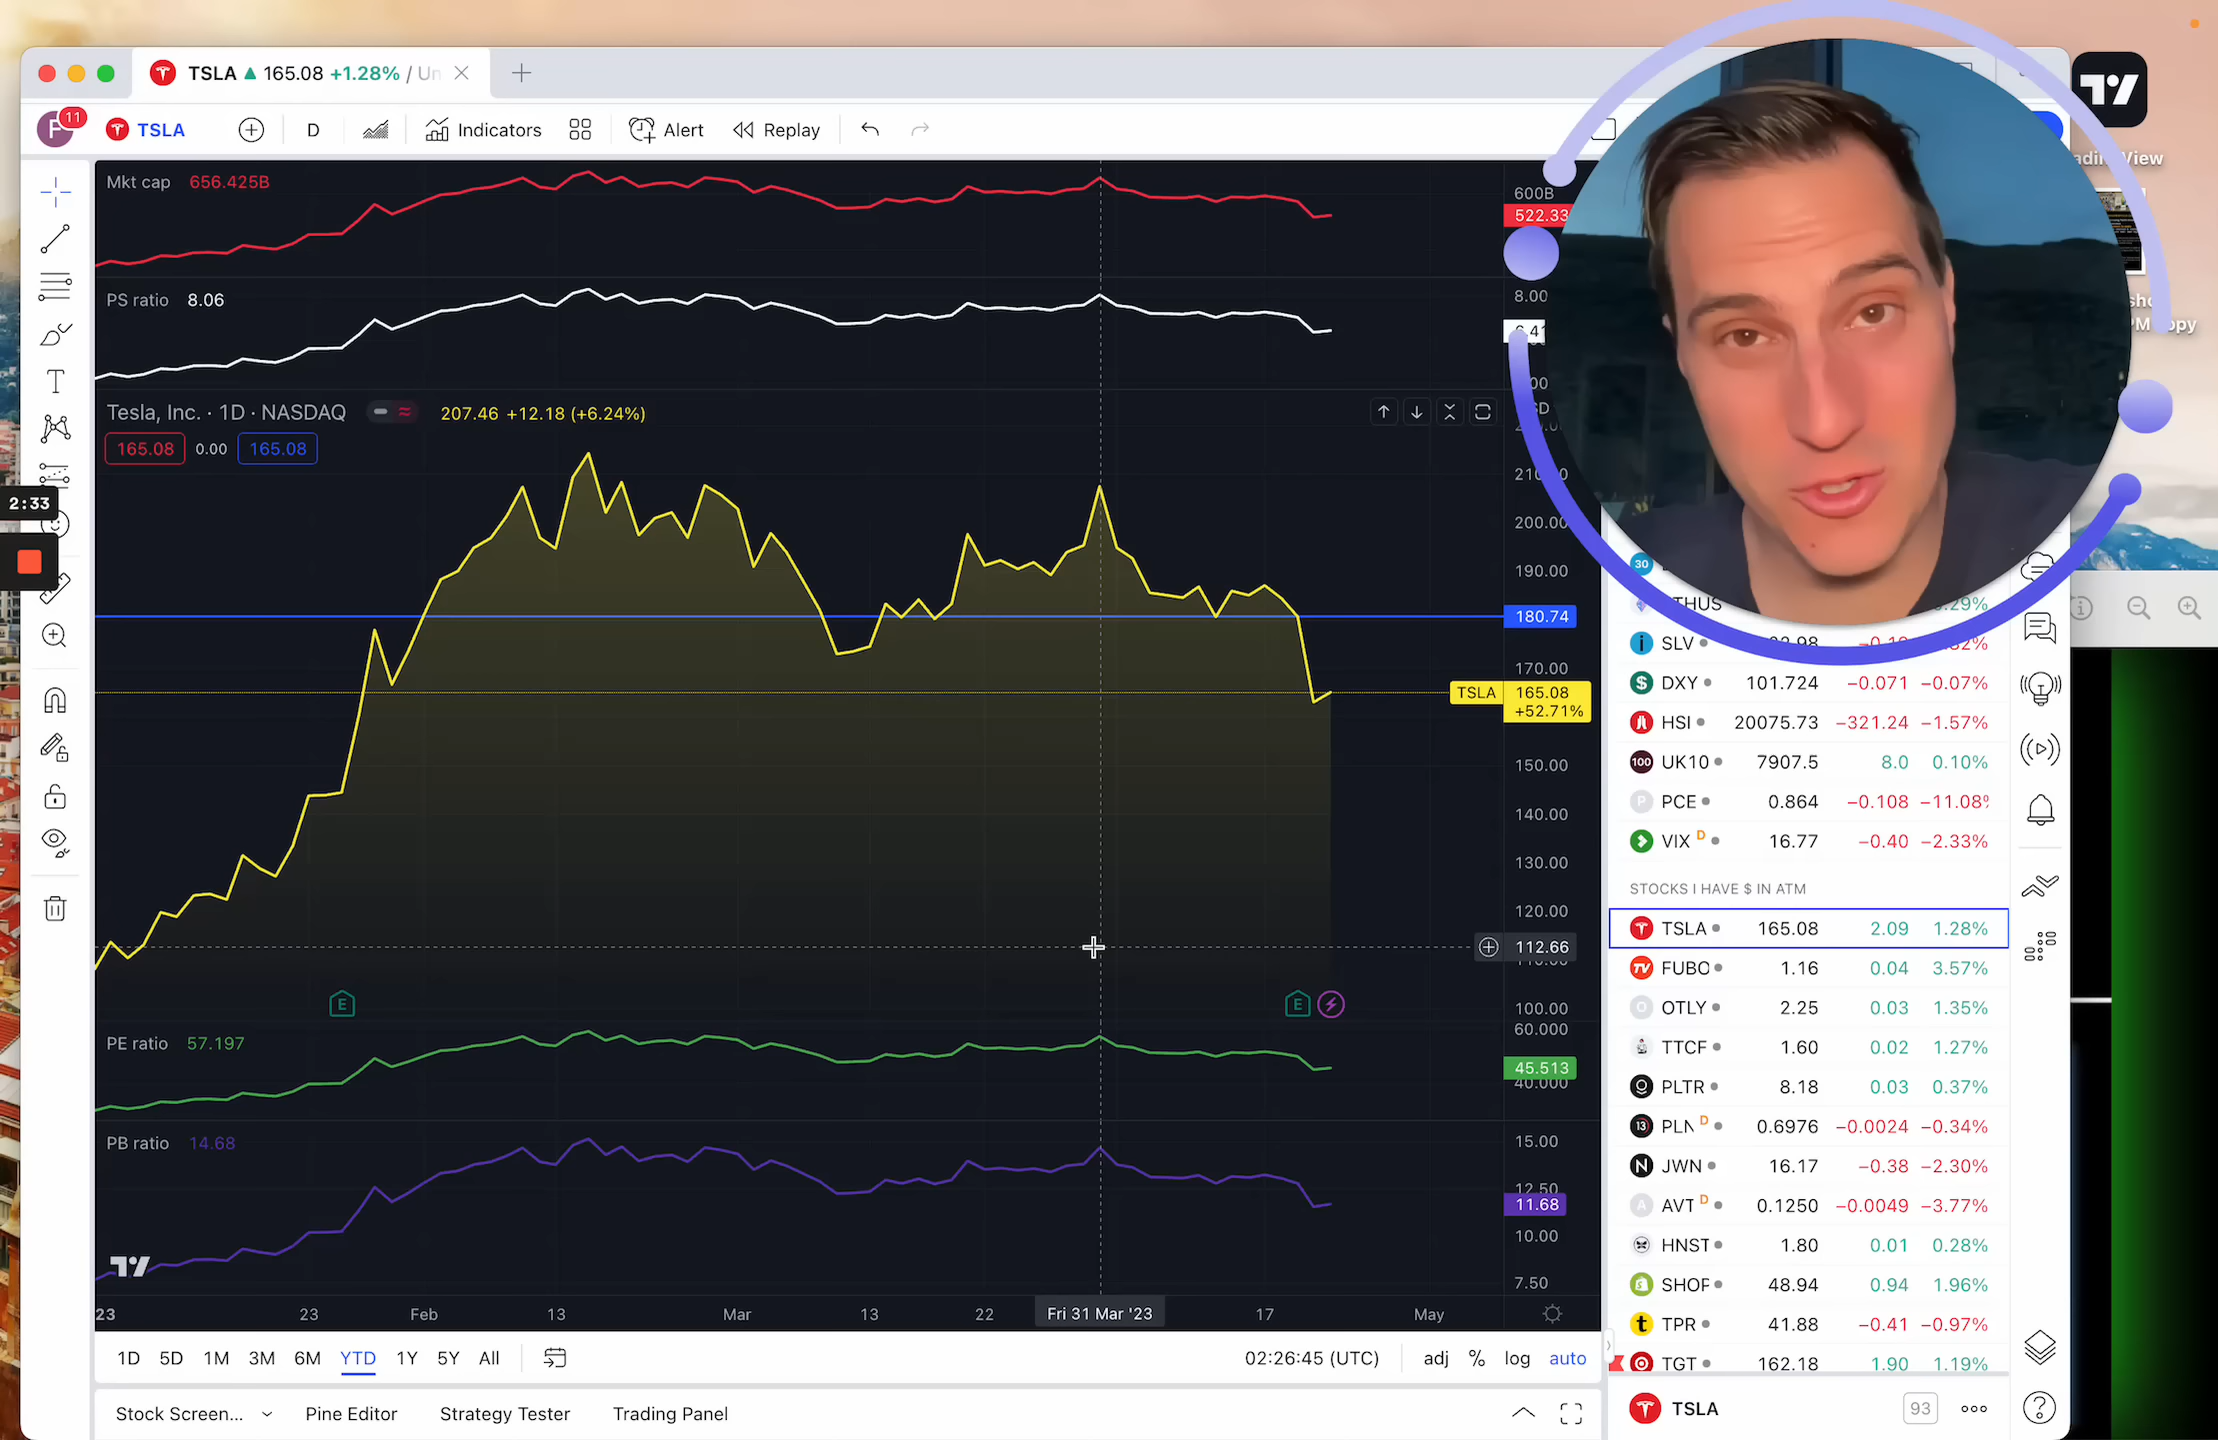 TSLA ▲ 165.08 +1.28% / Un
11
TSLA
D
Indicators
Alert
Replay
Mkt cap 656.425B
600B
522.33
PS ratio 8.06
8.00
6.41
Tesla, Inc. · 1D · NASDAQ 207.46 +12.18 (+6.24%)
165.08 0.00 165.08
200.00
190.00
180.74
170.00
TSLA 165.08
+52.71%
150.00
140.00
130.00
120.00
112.66
100.00
E
E
2:33
PE ratio 57.197
60.000
45.513
40.000
PB ratio 14.68
15.00
12.50
11.68
10.00
7.50
23 23 Feb 13 Mar 13 22 Fri 31 Mar '23 17 May
1D 5D 1M 3M 6M YTD 1Y 5Y All
02:26:45 (UTC) adj % log auto
Stock Screen... Pine Editor Strategy Tester Trading Panel
30
THUS
SLV
DXY 101.724 −0.071 −0.07%
HSI 20075.73 −321.24 −1.57%
100 UK10 7907.5 8.0 0.10%
P PCE 0.864 −0.108 −11.08%
VIX D 16.77 −0.40 −2.33%
STOCKS I HAVE $ IN ATM
TSLA 165.08 2.09 1.28%
FUBO 1.16 0.04 3.57%
O OTLY 2.25 0.03 1.35%
TTCF 1.60 0.02 1.27%
PLTR 8.18 0.03 0.37%
13 PLN D 0.6976 −0.0024 −0.34%
N JWN 16.17 −0.38 −2.30%
A AVT D 0.1250 −0.0049 −3.77%
HNST 1.80 0.01 0.28%
SHOP 48.94 0.94 1.96%
t TPR 41.88 −0.41 −0.97%
TGT 162.18 1.90 1.19%
TSLA 93